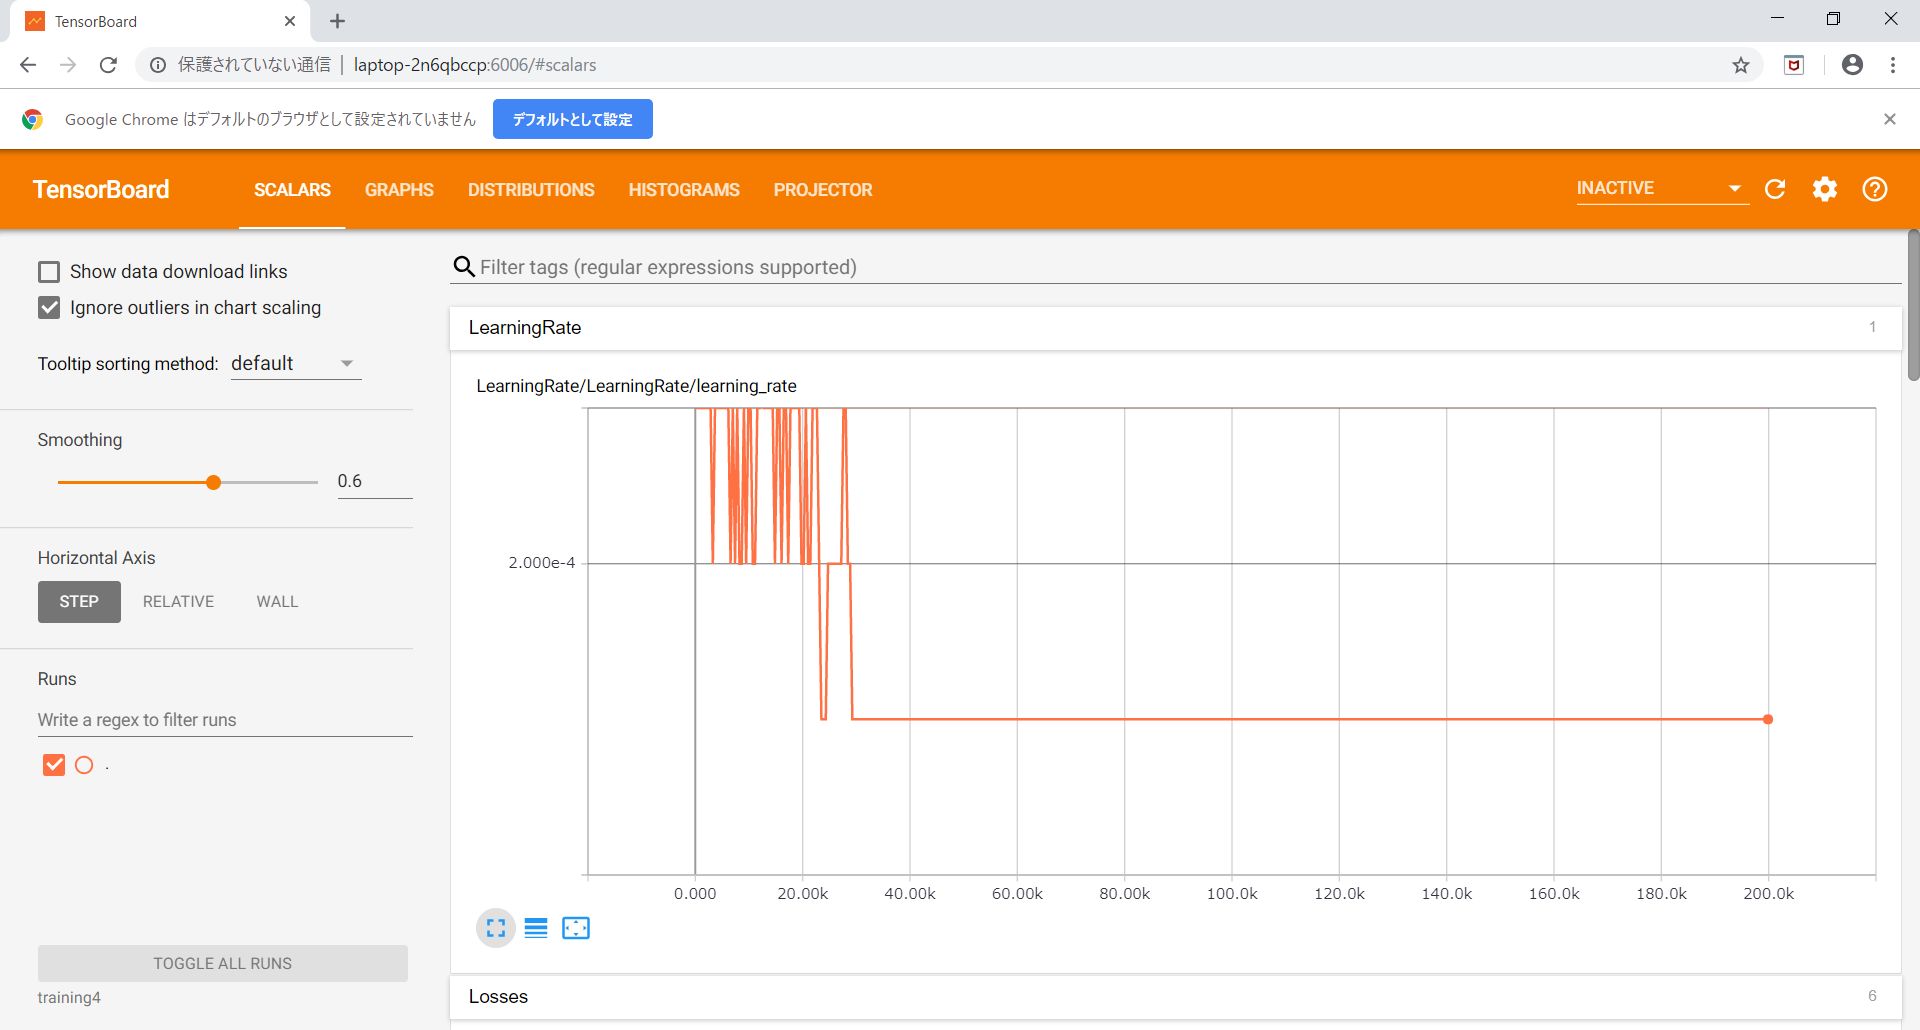 TensorBoard
保護されていない通信 | laptop-2n6qbccp:6006/#scalars
Google Chrome はデフォルトのブラウザとして設定されていません デフォルトとして設定
TensorBoard SCALARS GRAPHS DISTRIBUTIONS HISTOGRAMS PROJECTOR INACTIVE
Show data download links
Ignore outliers in chart scaling
Tooltip sorting method: default
Smoothing
0.6
Horizontal Axis
STEP RELATIVE WALL
Runs
Write a regex to filter runs
.
TOGGLE ALL RUNS
training4
Filter tags (regular expressions supported)
LearningRate 1
LearningRate/LearningRate/learning_rate
2.000e-4
0.000 20.00k 40.00k 60.00k 80.00k 100.0k 120.0k 140.0k 160.0k 180.0k 200.0k
Losses 6